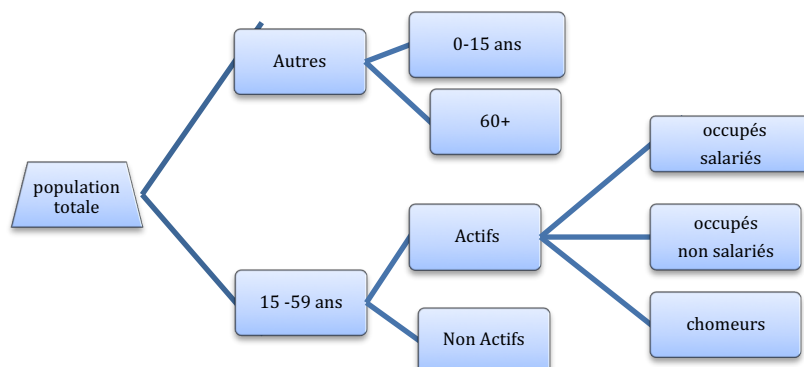 Autres
0-15 ans
60+
population
totale
15 -59 ans
Actifs
Non Actifs
occupés
salariés
occupés
non salariés
chomeurs